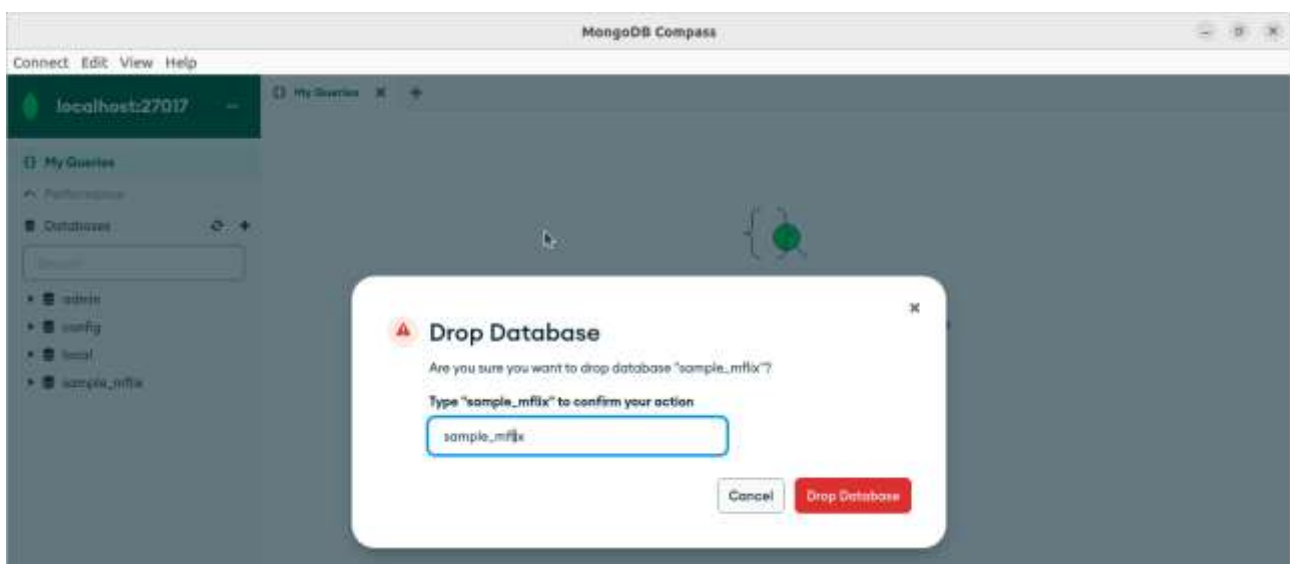 MongoDB Compass
Connect Edit View Help
localhost:27017 ...
{} My Queries
My Queries
Performance
Databases
Search
admin
config
local
sample_mflix
Drop Database
Are you sure you want to drop database "sample_mflix"?
Type "sample_mflix" to confirm your action
sample_mflix
Cancel Drop Database